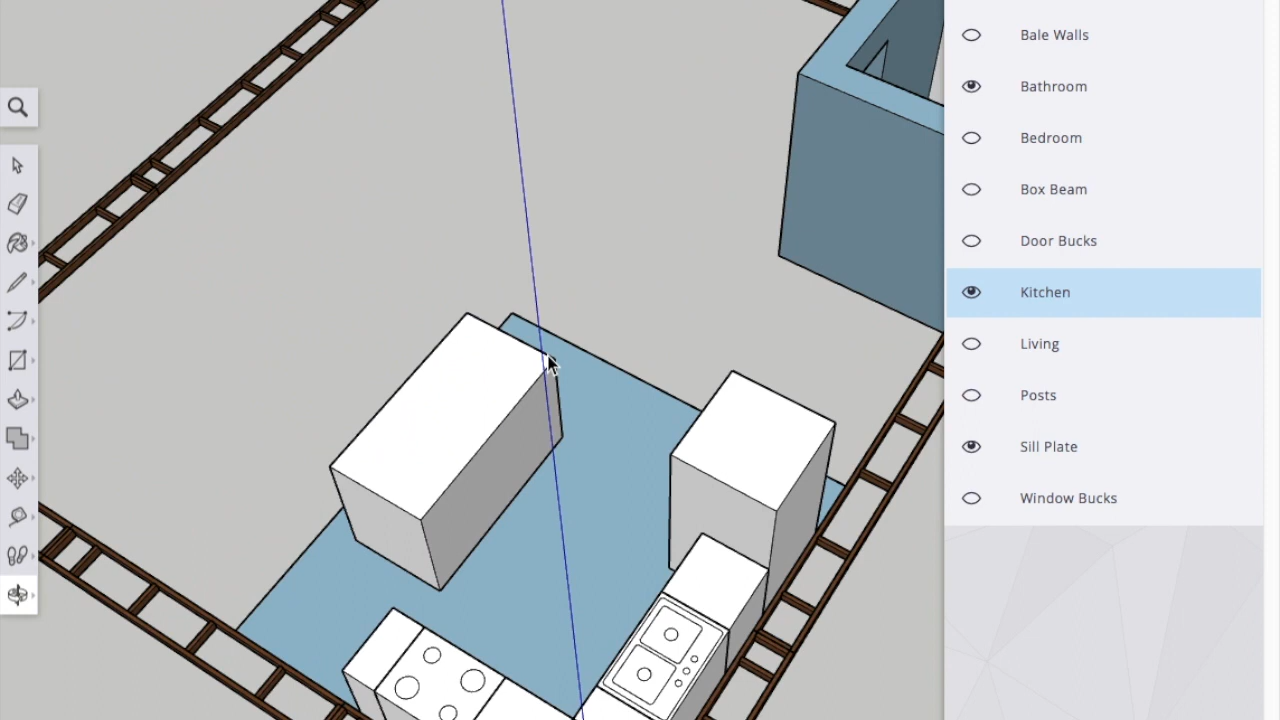 Bale Walls
Bathroom
Bedroom
Box Beam
Door Bucks
Kitchen
Living
Posts
Sill Plate
Window Bucks